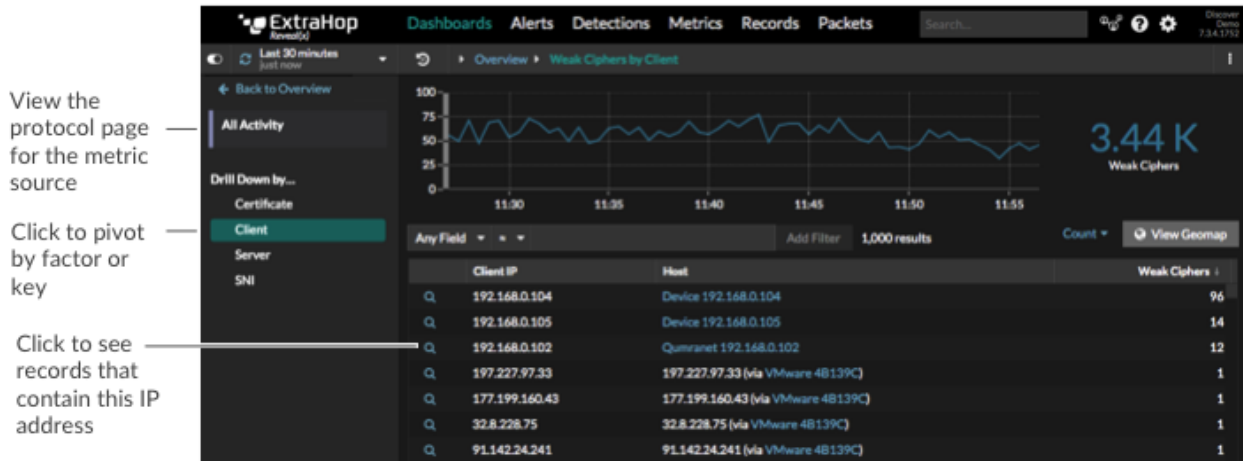 ExtraHop
Reveal(x)
Dashboards Alerts Detections Metrics Records Packets
Search...
Discover
Demo
7.3.4.1752
Last 30 minutes
just now
Overview
Weak Ciphers by Client
Back to Overview
All Activity
Drill Down by...
Certificate
Client
Server
SNI
View the
protocol page
for the metric
source
Click to pivot
by factor or
key
Click to see
records that
contain this IP
address
100
75
50
25
0
11:30 11:35 11:40 11:45 11:50 11:55
3.44 K
Weak Ciphers
Any Field Add Filter 1,000 results Count View Geomap
Client IP Host Weak Ciphers ↓
192.168.0.104 Device 192.168.0.104 96
192.168.0.105 Device 192.168.0.105 14
192.168.0.102 Qumranet 192.168.0.102 12
197.227.97.33 197.227.97.33 (via VMware 4B139C) 1
177.199.160.43 177.199.160.43 (via VMware 4B139C) 1
32.8.228.75 32.8.228.75 (via VMware 4B139C) 1
91.142.24.241 91.142.24.241 (via VMware 4B139C) 1